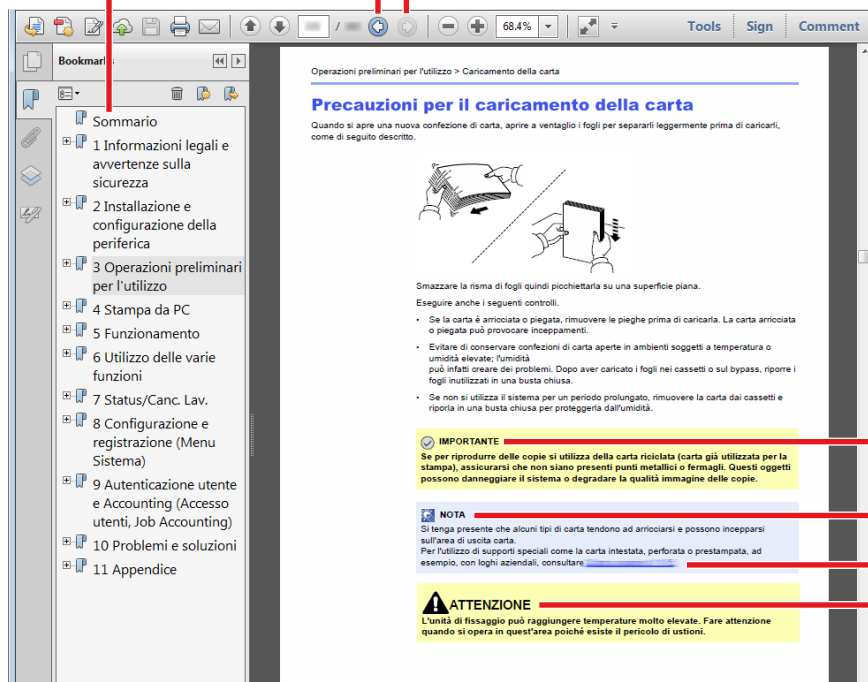 /
68.4%
Tools
Sign
Comment
Bookmark
Sommario
1 Informazioni legali e
avvertenze sulla
sicurezza
2 Installazione e
configurazione della
periferica
3 Operazioni preliminari
per l'utilizzo
4 Stampa da PC
5 Funzionamento
6 Utilizzo delle varie
funzioni
7 Status/Canc. Lav.
8 Configurazione e
registrazione (Menu
Sistema)
9 Autenticazione utente
e Accounting (Accesso
utenti, Job Accounting)
10 Problemi e soluzioni
11 Appendice
Operazioni preliminari per l'utilizzo > Caricamento della carta
Precauzioni per il caricamento della carta
Quando si apre una nuova confezione di carta, aprire a ventaglio i fogli per separarli leggermente prima di caricarli,
come di seguito descritto.
Smazzare la risma di fogli quindi picchiettarla su una superficie piana.
Eseguire anche i seguenti controlli.
• Se la carta è arricciata o piegata, rimuovere le pieghe prima di caricarla. La carta arricciata
o piegata può provocare inceppamenti.
• Evitare di conservare confezioni di carta aperte in ambienti soggetti a temperatura o
umidità elevate; l'umidità
può infatti creare dei problemi. Dopo aver caricato i fogli nei cassetti o sul bypass, riporre i
fogli inutilizzati in una busta chiusa.
• Se non si utilizza il sistema per un periodo prolungato, rimuovere la carta dai cassetti e
riporla in una busta chiusa per proteggerla dall'umidità.
IMPORTANTE
Se per riprodurre delle copie si utilizza della carta riciclata (carta già utilizzata per la
stampa), assicurarsi che non siano presenti punti metallici o fermagli. Questi oggetti
possono danneggiare il sistema o degradare la qualità immagine delle copie.
NOTA
Si tenga presente che alcuni tipi di carta tendono ad arricciarsi e possono incepparsi
sull'area di uscita carta.
Per l'utilizzo di supporti speciali come la carta intestata, perforata o prestampata, ad
esempio, con loghi aziendali, consultare
ATTENZIONE
L'unità di fissaggio può raggiungere temperature molto elevate. Fare attenzione
quando si opera in quest'area poiché esiste il pericolo di ustioni.